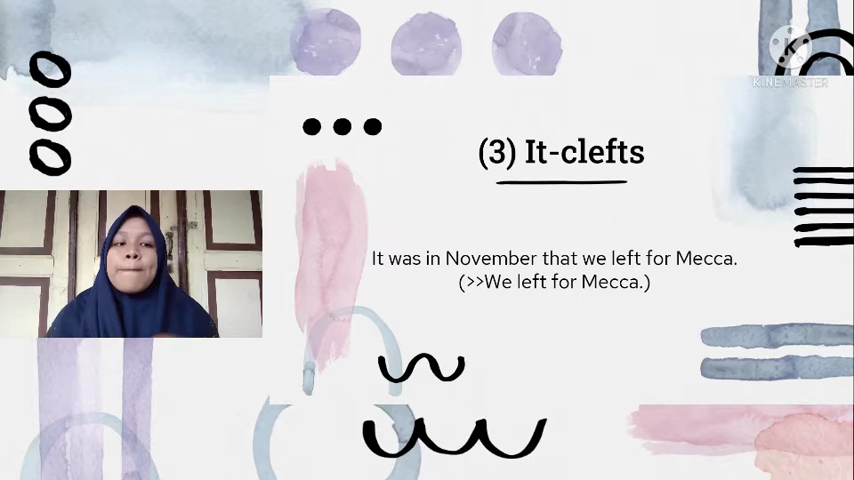 K
KINEMASTER
(3) It-clefts
It was in November that we left for Mecca.
(>>We left for Mecca.)